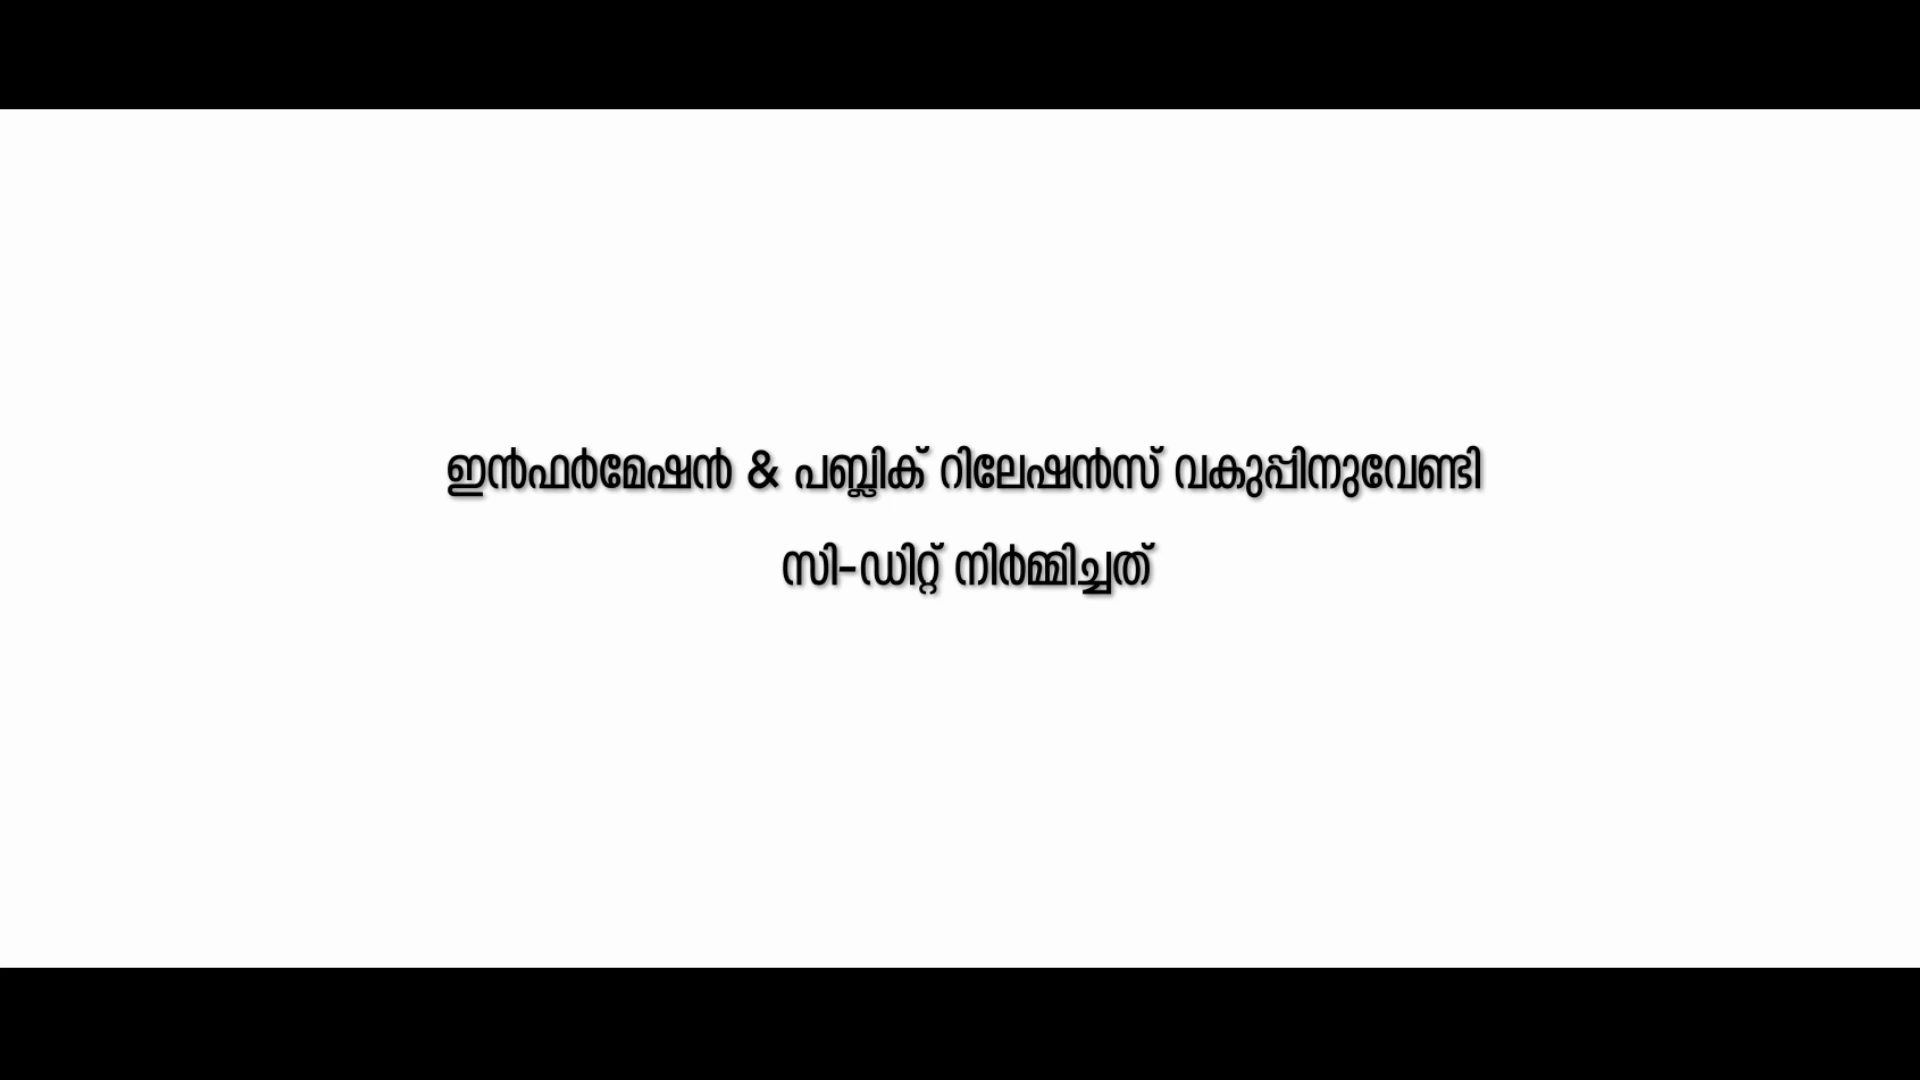 ഇൻഫർമേഷൻ & പബ്ലിക് റിലേഷൻസ് വകുപ്പിനുവേണ്ടി
സി-ഡിറ്റ് നിർമ്മിച്ചത്